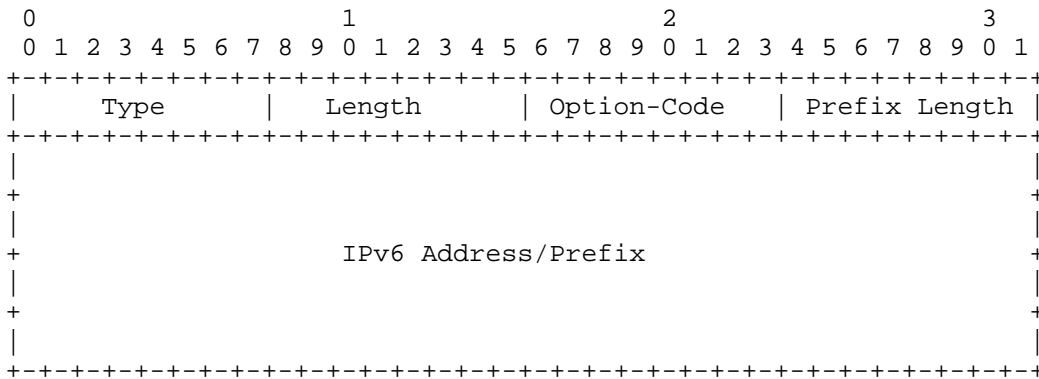 0                   1                   2                   3
 0 1 2 3 4 5 6 7 8 9 0 1 2 3 4 5 6 7 8 9 0 1 2 3 4 5 6 7 8 9 0 1
+-+-+-+-+-+-+-+-+-+-+-+-+-+-+-+-+-+-+-+-+-+-+-+-+-+-+-+-+-+-+-+-+
|     Type      |   Length      | Option-Code   | Prefix Length |
+-+-+-+-+-+-+-+-+-+-+-+-+-+-+-+-+-+-+-+-+-+-+-+-+-+-+-+-+-+-+-+-+
|                                                               |
+                                                               +
|                                                               |
+                    IPv6 Address/Prefix                        +
|                                                               |
+                                                               +
|                                                               |
+-+-+-+-+-+-+-+-+-+-+-+-+-+-+-+-+-+-+-+-+-+-+-+-+-+-+-+-+-+-+-+-+